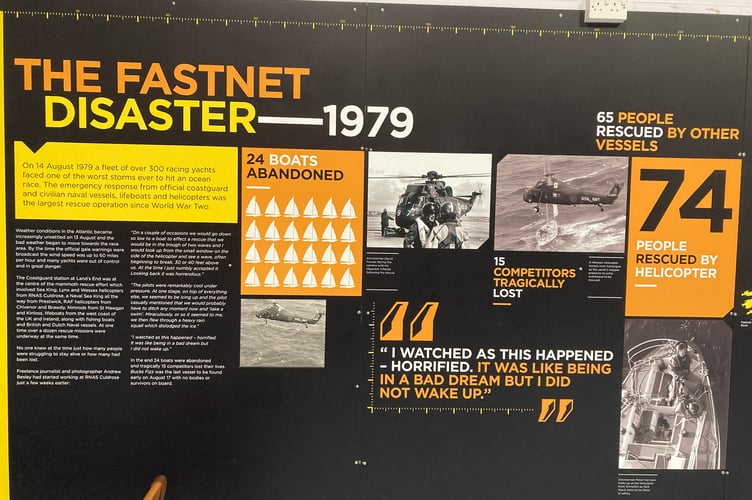 THE FASTNET
DISASTER—1979
On 14 August 1979 a fleet of over 300 racing yachts
faced one of the worst storms ever to hit an ocean
race. The emergency response from official coastguard
and civilian naval vessels, lifeboats and helicopters was
the largest rescue operation since World War Two.
Weather conditions in the Atlantic became
increasingly unsettled on 13 August and the
bad weather began to move towards the race
area. By the time the official gale warnings were
broadcast the wind speed was up to 60 miles
per hour and many yachts were out of control
and in great danger.
The Coastguard station at Land's End was at
the centre of the mammoth rescue effort which
involved Sea King, Lynx and Wessex helicopters
from RNAS Culdrose, a Naval Sea King all the
way from Prestwick, RAF helicopters from
Chivenor and Brawdy, Nimrods from St Mawgan
and Kinloss, lifeboats from the west coast of
the UK and Ireland, along with fishing boats
and British and Dutch Naval vessels. At one
time over a dozen rescue missions were
underway at the same time.
No one knew at the time just how many people
were struggling to stay alive or how many had
been lost.
Freelance journalist and photographer Andrew
Besley had started working at RNAS Culdrose
just a few weeks earlier:
"On a couple of occasions we would go down
to low to a boat to effect a rescue that we
would be in the trough of two waves and I
would look up from the small window on the
side of the helicopter and see a wave, often
beginning to break, 30 or 40 feet above
us. At the time I just numbly accepted it.
Looking back it was horrendous."
"The pilots were remarkably cool under
pressure. At one stage, on top of everything
else, we seemed to be icing up and the pilot
casually mentioned that we would probably
have to ditch any moment now and 'take a
swim'. Miraculously, or so it seemed to me,
we then flew through a heavy rain
squall which dislodged the ice."
"I watched as this happened - horrified.
It was like being in a bad dream but
I did not wake up."
In the end 24 boats were abandoned
and tragically 15 competitors lost their lives.
Bucks Fizz was the last vessel to be found
early on August 17 with no bodies or
survivors on board.
24 BOATS
ABANDONED
15
COMPETITORS
TRAGICALLY
LOST
ROYAL NAVY
65 PEOPLE
RESCUED BY OTHER
VESSELS
74
PEOPLE
RESCUED BY
HELICOPTER
" I WATCHED AS THIS HAPPENED
– HORRIFIED. IT WAS LIKE BEING
IN A BAD DREAM BUT I DID
NOT WAKE UP."